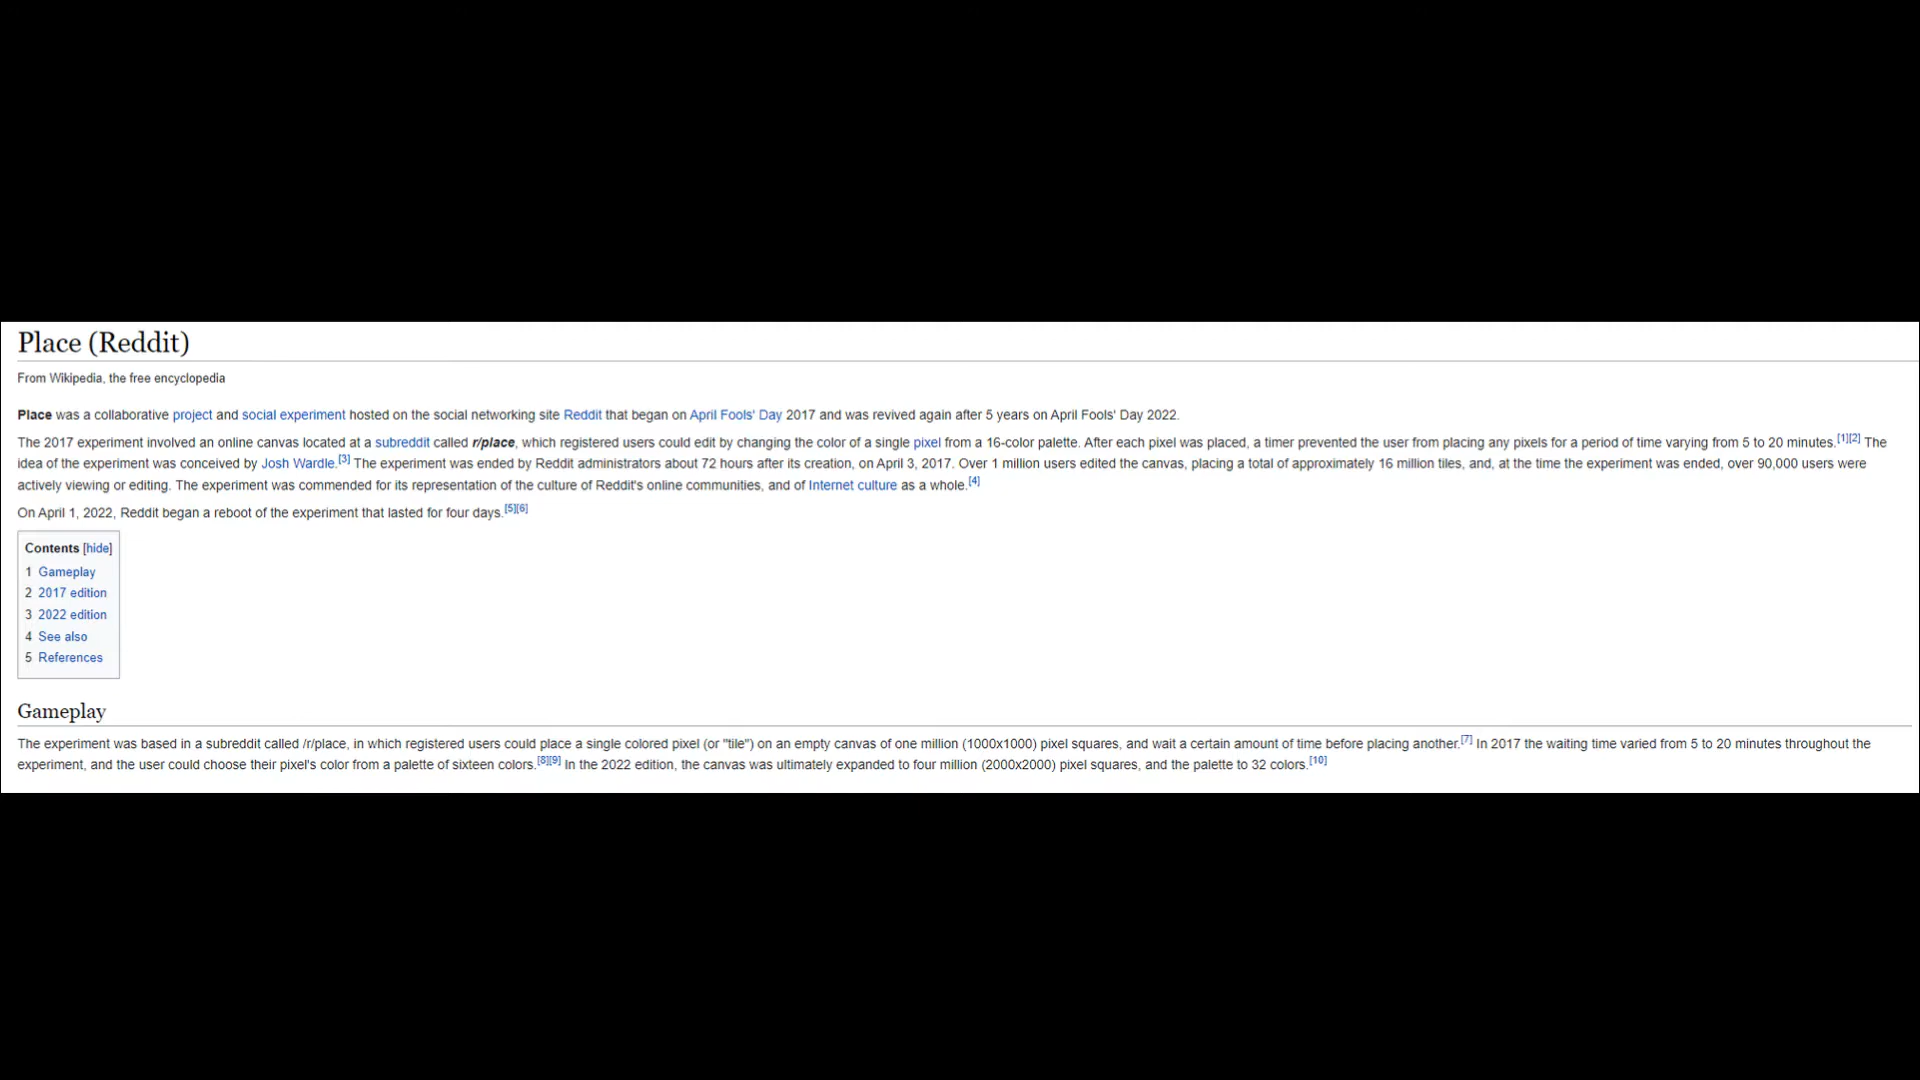 Place (Reddit)
From Wikipedia, the free encyclopedia
Place was a collaborative project and social experiment hosted on the social networking site Reddit that began on April Fools' Day 2017 and was revived again after 5 years on April Fools' Day 2022.
The 2017 experiment involved an online canvas located at a subreddit called r/place, which registered users could edit by changing the color of a single pixel from a 16-color palette. After each pixel was placed, a timer prevented the user from placing any pixels for a period of time varying from 5 to 20 minutes.[1][2] The
idea of the experiment was conceived by Josh Wardle.[3] The experiment was ended by Reddit administrators about 72 hours after its creation, on April 3, 2017. Over 1 million users edited the canvas, placing a total of approximately 16 million tiles, and, at the time the experiment was ended, over 90,000 users were
actively viewing or editing. The experiment was commended for its representation of the culture of Reddit's online communities, and of Internet culture as a whole.[4]
On April 1, 2022, Reddit began a reboot of the experiment that lasted for four days.[5][6]
Contents [hide]
1 Gameplay
2 2017 edition
3 2022 edition
4 See also
5 References
Gameplay
The experiment was based in a subreddit called /r/place, in which registered users could place a single colored pixel (or "tile") on an empty canvas of one million (1000x1000) pixel squares, and wait a certain amount of time before placing another.[7] In 2017 the waiting time varied from 5 to 20 minutes throughout the
experiment, and the user could choose their pixel's color from a palette of sixteen colors.[8][9] In the 2022 edition, the canvas was ultimately expanded to four million (2000x2000) pixel squares, and the palette to 32 colors.[10]